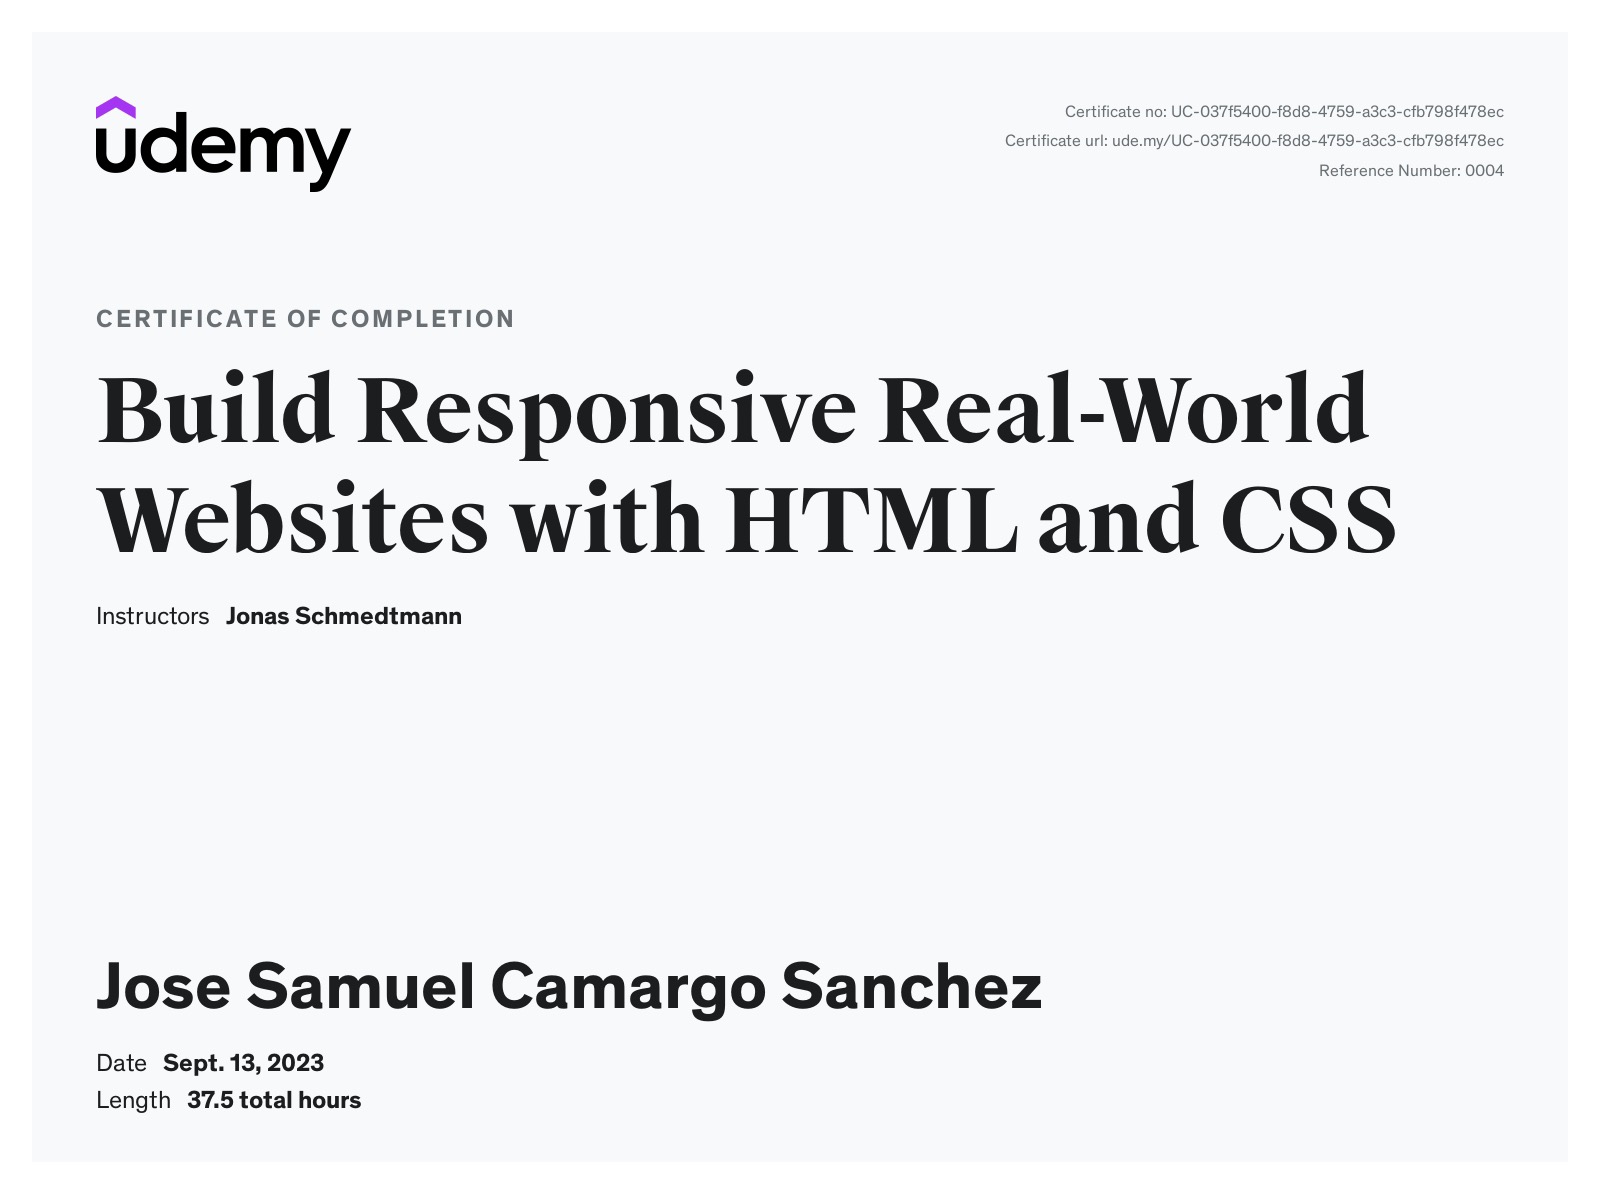 udemy
Certificate no: UC-037f5400-f8d8-4759-a3c3-cfb798f478ec
Certificate url: ude.my/UC-037f5400-f8d8-4759-a3c3-cfb798f478ec
Reference Number: 0004
CERTIFICATE OF COMPLETION
Build Responsive Real-World
Websites with HTML and CSS
Instructors Jonas Schmedtmann
Jose Samuel Camargo Sanchez
Date Sept. 13, 2023
Length 37.5 total hours